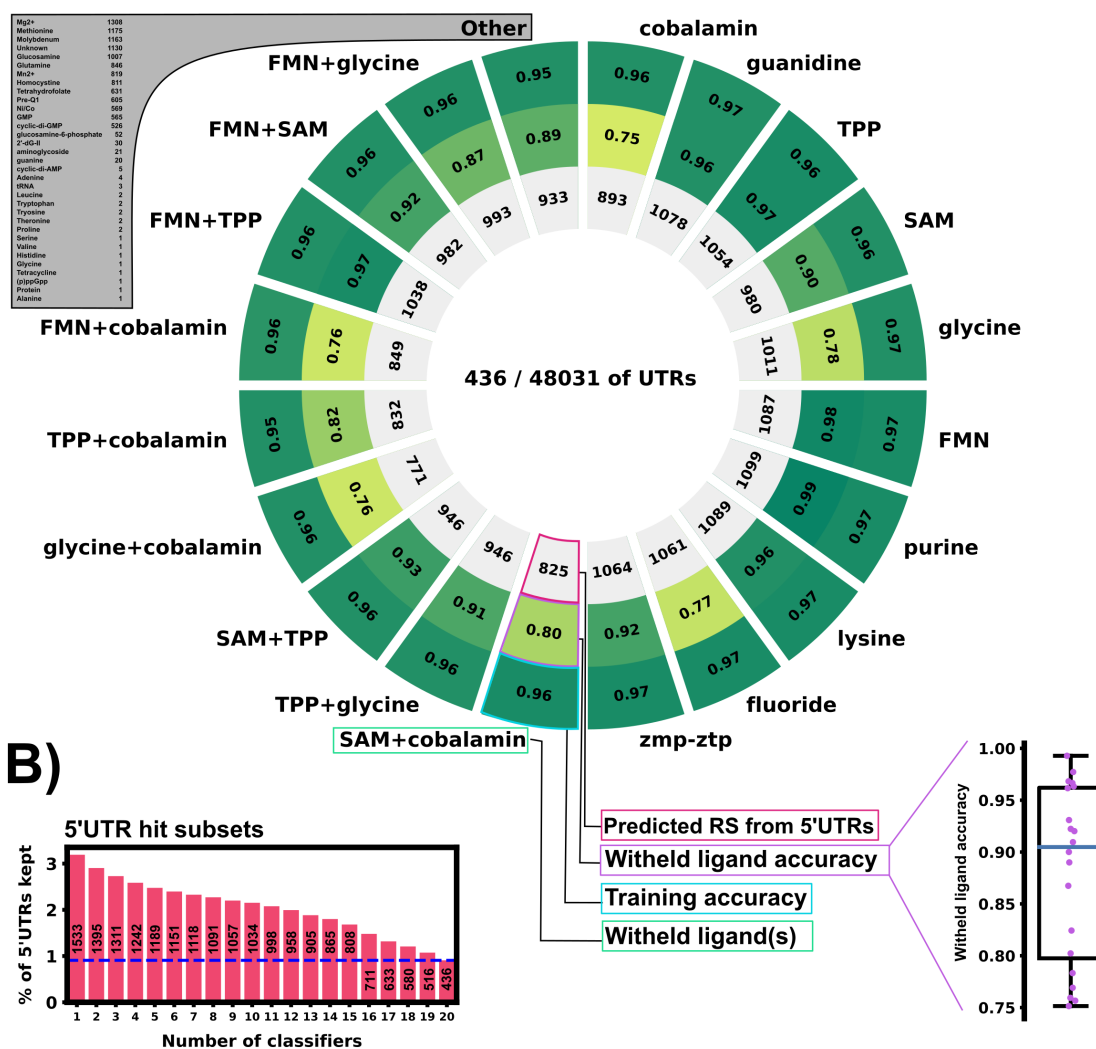 Mg2+ 1308
Methionine 1175
Molybdenum 1163
Unknown 1130
Glucosamine 1007
Glutamine 846
Mn2+ 819
Homocystine 811
Tetrahydrofolate 631
Pre-Q1 605
Ni/Co 569
GMP 565
cyclic-di-GMP 526
glucosamine-6-phosphate 52
2'-dG-II 30
aminoglycoside 21
guanine 20
cyclic-di-AMP 5
Adenine 4
tRNA 3
Leucine 2
Tryptophan 2
Tryosine 2
Theronine 2
Proline 2
Serine 1
Valine 1
Histidine 1
Glycine 1
Tetracycline 1
(p)ppGpp 1
Protein 1
Alanine 1
Other
cobalamin
0.96
0.75
893
guanidine
0.97
0.96
1078
TPP
0.96
0.97
1054
SAM
0.96
0.90
980
glycine
0.97
0.78
1011
FMN
0.97
0.98
1087
purine
0.97
0.99
1099
lysine
0.97
0.96
1089
fluoride
0.97
0.77
1061
zmp-ztp
0.97
0.92
1064
SAM+cobalamin
0.96
0.80
825
TPP+glycine
0.96
0.91
946
SAM+TPP
0.96
0.93
946
glycine+cobalamin
0.96
0.76
771
TPP+cobalamin
0.95
0.82
832
FMN+cobalamin
0.96
0.76
849
FMN+TPP
0.96
0.97
1038
FMN+SAM
0.96
0.92
982
FMN+glycine
0.96
0.87
993
0.95
0.89
933
436 / 48031 of UTRs
Predicted RS from 5'UTRs
Witheld ligand accuracy
Training accuracy
Witheld ligand(s)
B)
5'UTR hit subsets
% of 5'UTRs kept
3
2
1
0
1533 1395 1311 1242 1189 1151 1118 1091 1057 1034 998 958 905 865 808 711 633 580 516 436
1 2 3 4 5 6 7 8 9 10 11 12 13 14 15 16 17 18 19 20
Number of classifiers
Witheld ligand accuracy
1.00
0.95
0.90
0.85
0.80
0.75